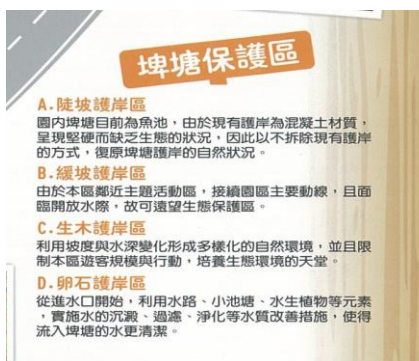 埤塘保護區
A.陡坡護岸區
園內埤塘目前為魚池，由於現有護岸為混凝土材質，
呈現堅硬而缺乏生態的狀況，因此以不拆除現有護岸
的方式，復原埤塘護岸的自然狀況。
B.緩坡護岸區
由於本區鄰近主題活動區，接續園區主要動線，且面
臨開放水際，故可遠望生態保護區。
C.生木護岸區
利用坡度與水深變化形成多樣化的自然環境，並且限
制本區遊客規模與行動，培養生態環境的天堂。
D.卵石護岸區
從進水口開始，利用水路、小池塘、水生植物等元素
，實施水的沉澱、過濾、淨化等水質改善措施，使得
流入埤塘的水更清潔。